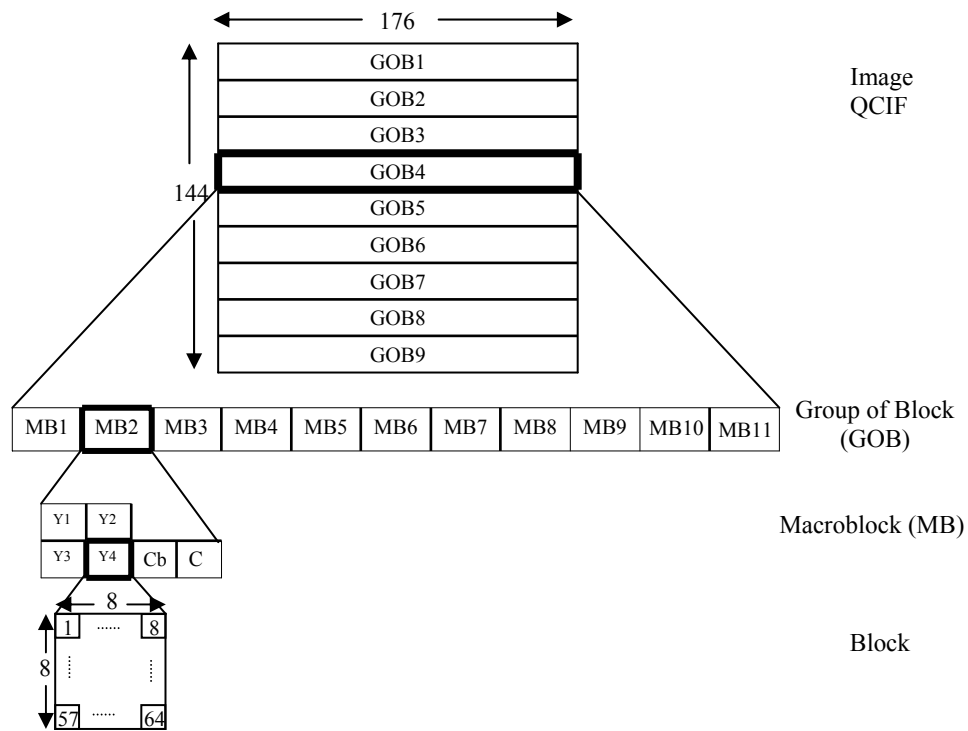 176
GOB1
GOB2
GOB3
GOB4
GOB5
GOB6
GOB7
GOB8
GOB9
144
Image
QCIF
MB1 MB2 MB3 MB4 MB5 MB6 MB7 MB8 MB9 MB10 MB11
Group of Block
(GOB)
Y1 Y2
Y3 Y4 Cb C
Macroblock (MB)
8
8
1 ...... 8
...... ......
57 ...... 64
Block